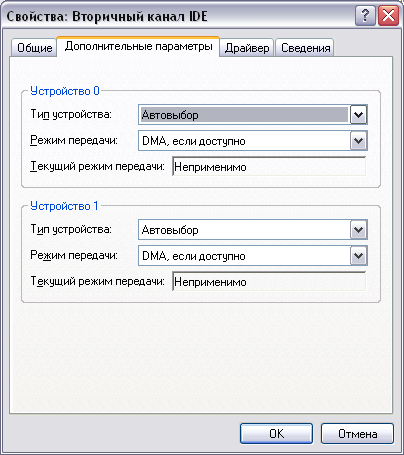 Свойства: Вторичный канал IDE
Общие Дополнительные параметры Драйвер Сведения
Устройство 0
Тип устройства: Автовыбор
Режим передачи: DMA, если доступно
Текущий режим передачи: Неприменимо
Устройство 1
Тип устройства: Автовыбор
Режим передачи: DMA, если доступно
Текущий режим передачи: Неприменимо
OK Отмена